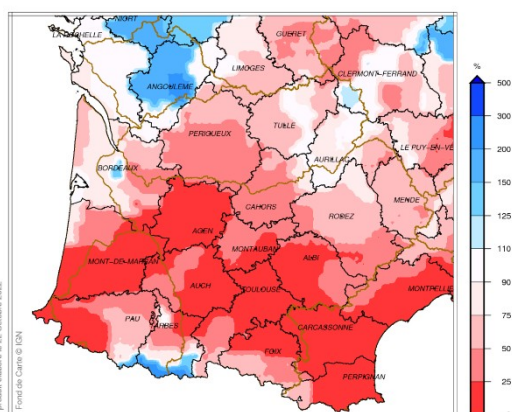 NIORT
LA ROCHELLE
GUERET
%
500
LIMOGES
CLERMONT-FERRAND
ANGOULEME
300
200
TULLE
PERIGUEUX
LE PUY-EN-VE
150
AURILLAC
BORDEAUX
125
MENDE
CAHORS
RODEZ
110
AGEN
MONTAUBAN
ALBI
MONT-DE-MARSAN
90
AUCH
TOULOUSE
MONTPELLIE
75
PAU
TARBES
CARCASSONNE
50
FOIX
25
PERPIGNAN
Fond de Carte © IGN